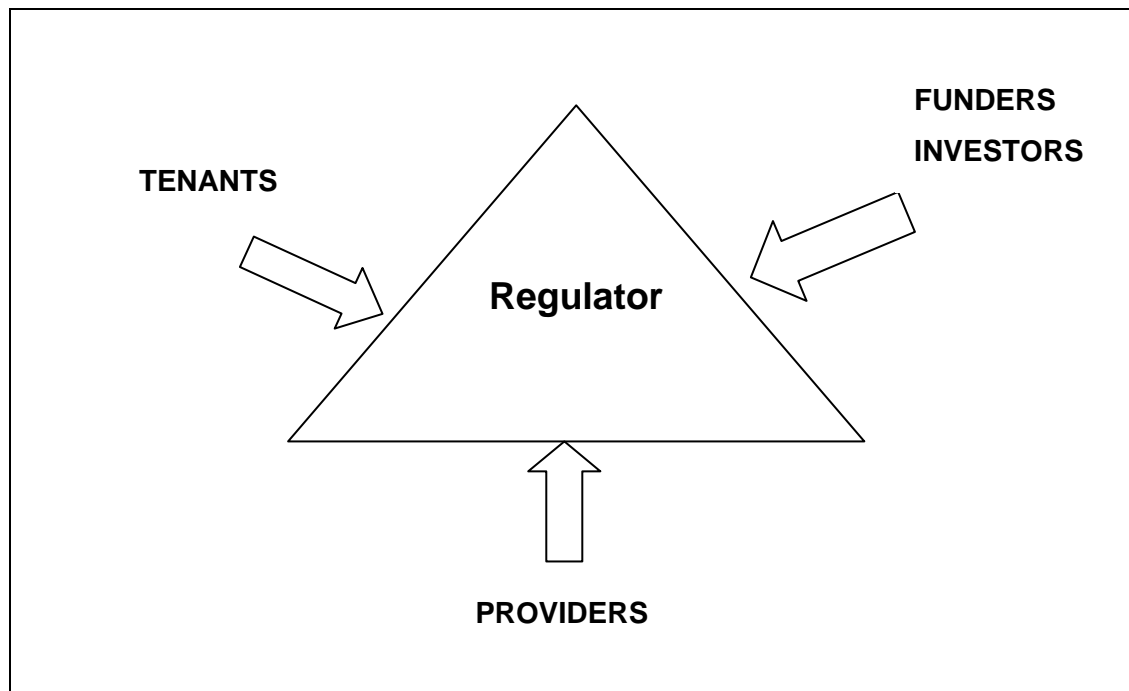 FUNDERS
INVESTORS
TENANTS
Regulator
PROVIDERS